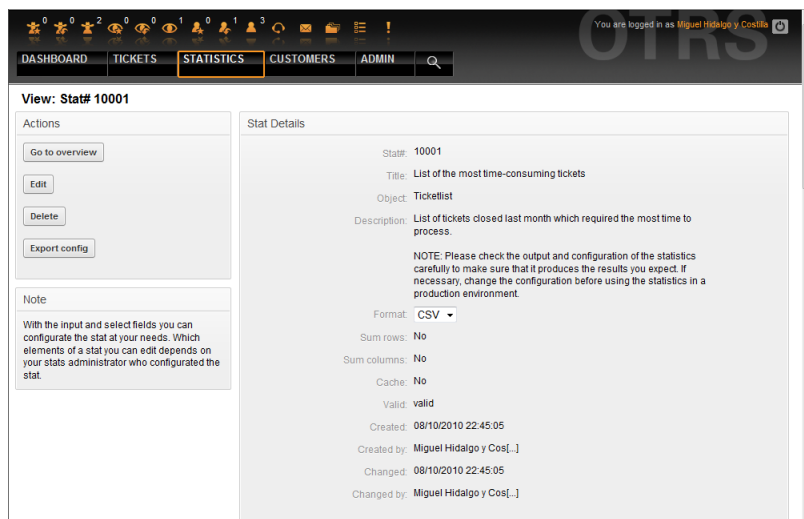 0 0 2 0 0 1 0 1 3
You are logged in as Miguel Hidalgo y Costilla
OTRS
DASHBOARD TICKETS STATISTICS CUSTOMERS ADMIN
View: Stat# 10001
Actions
Go to overview
Edit
Delete
Export config
Note
With the input and select fields you can
configurate the stat at your needs. Which
elements of a stat you can edit depends on
your stats administrator who configurated the
stat.
Stat Details
Stat#: 10001
Title: List of the most time-consuming tickets
Object: Ticketlist
Description: List of tickets closed last month which required the most time to
process.
NOTE: Please check the output and configuration of the statistics
carefully to make sure that it produces the results you expect. If
necessary, change the configuration before using the statistics in a
production environment.
Format: CSV
Sum rows: No
Sum columns: No
Cache: No
Valid: valid
Created: 08/10/2010 22:45:05
Created by: Miguel Hidalgo y Cos[...]
Changed: 08/10/2010 22:45:05
Changed by: Miguel Hidalgo y Cos[...]